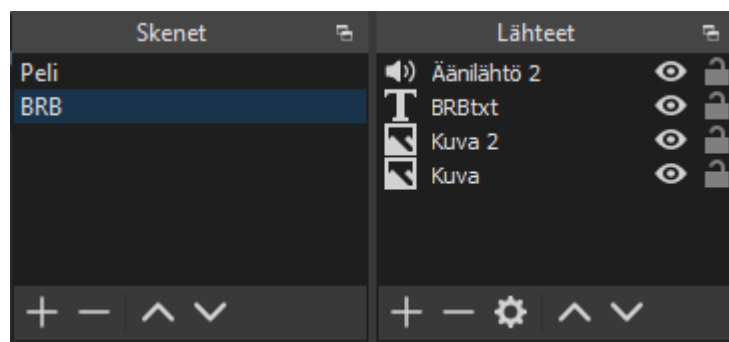 Skenet
Peli
BRB
Lähteet
Äänilähtö 2
BRBtxt
Kuva 2
Kuva